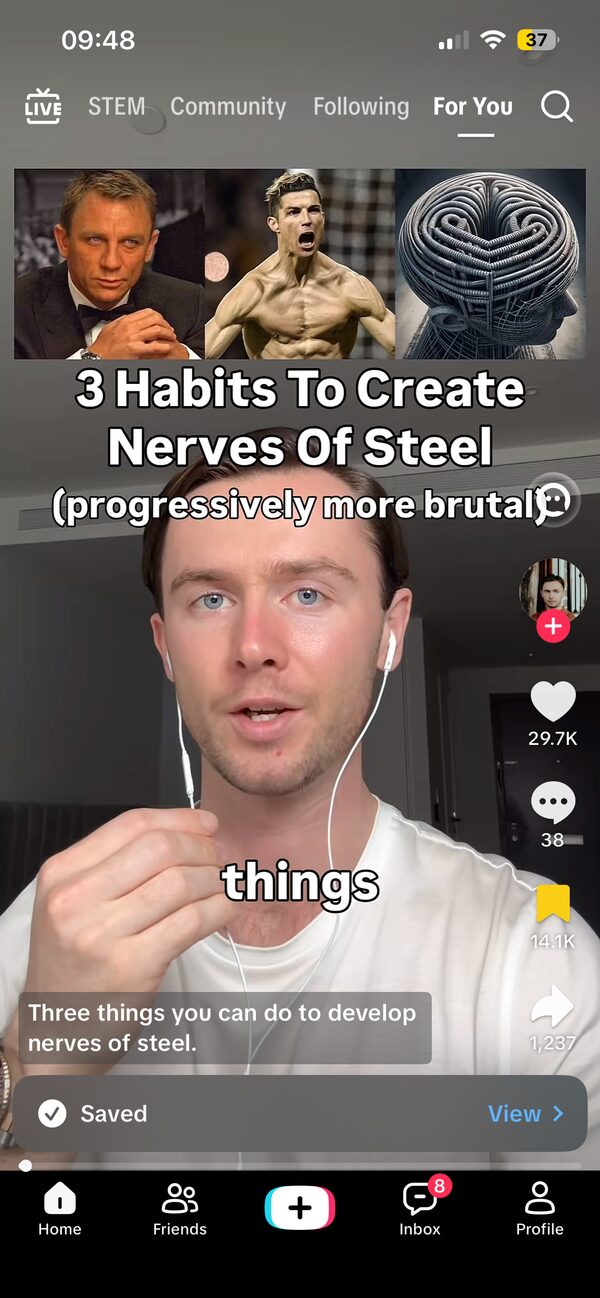 09:48
37
LIVE
STEM
Community
Following
For You
3 Habits To Create
Nerves Of Steel
(progressively more brutal)
29.7K
38
things
14.1K
Three things you can do to develop
nerves of steel.
1,237
Saved
View >
Home
Friends
8
Inbox
Profile